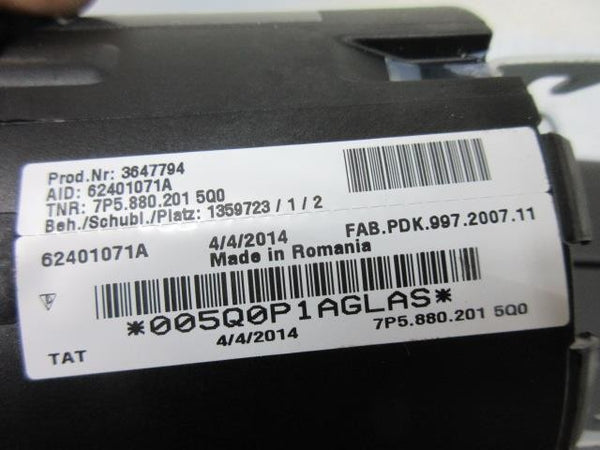 Prod.Nr: 3647794
AID: 62401071A
TNR: 7P5.880.201 5Q0
Beh./Schubl./Platz: 1359723 / 1 / 2
62401071A 4/4/2014 FAB.PDK.997.2007.11
Made in Romania
*005Q0P1AGLAS*
TAT 4/4/2014 7P5.880.201 5Q0